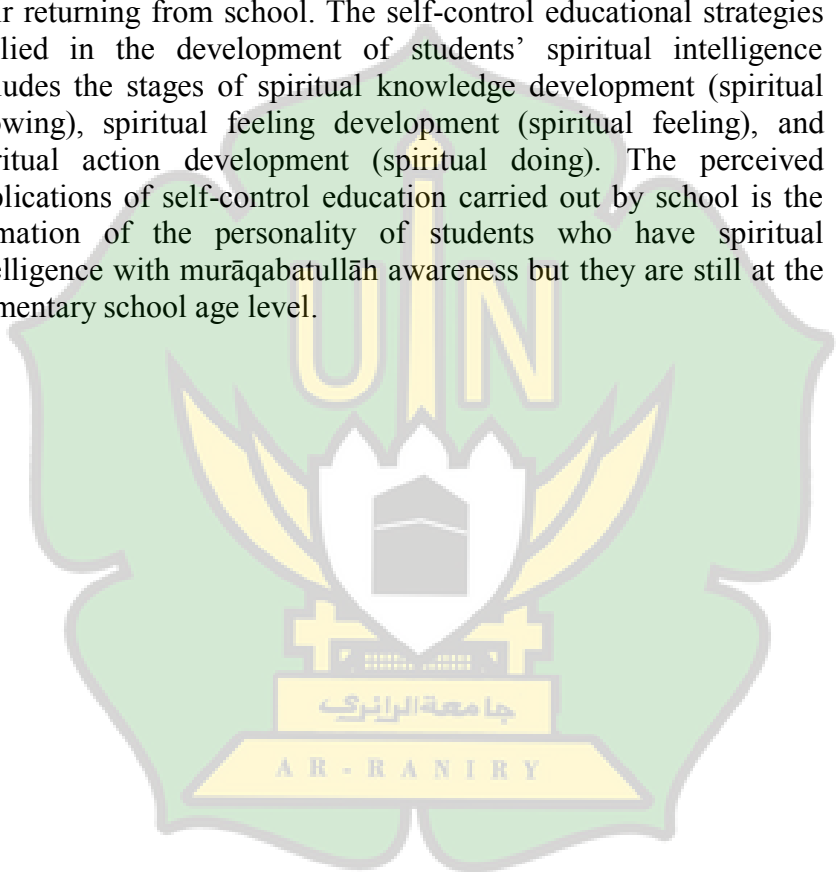 ir returning from school. The self-control educational strategies
lied in the development of students’ spiritual intelligence
ludes the stages of spiritual knowledge development (spiritual
owing), spiritual feeling development (spiritual feeling), and
ritual action development (spiritual doing). The perceived
plications of self-control education carried out by school is the
mation of the personality of students who have spiritual
elligence with murāqabatullāh awareness but they are still at the
mentary school age level.
UIN
جامعة الرانري
AR-RANIRY